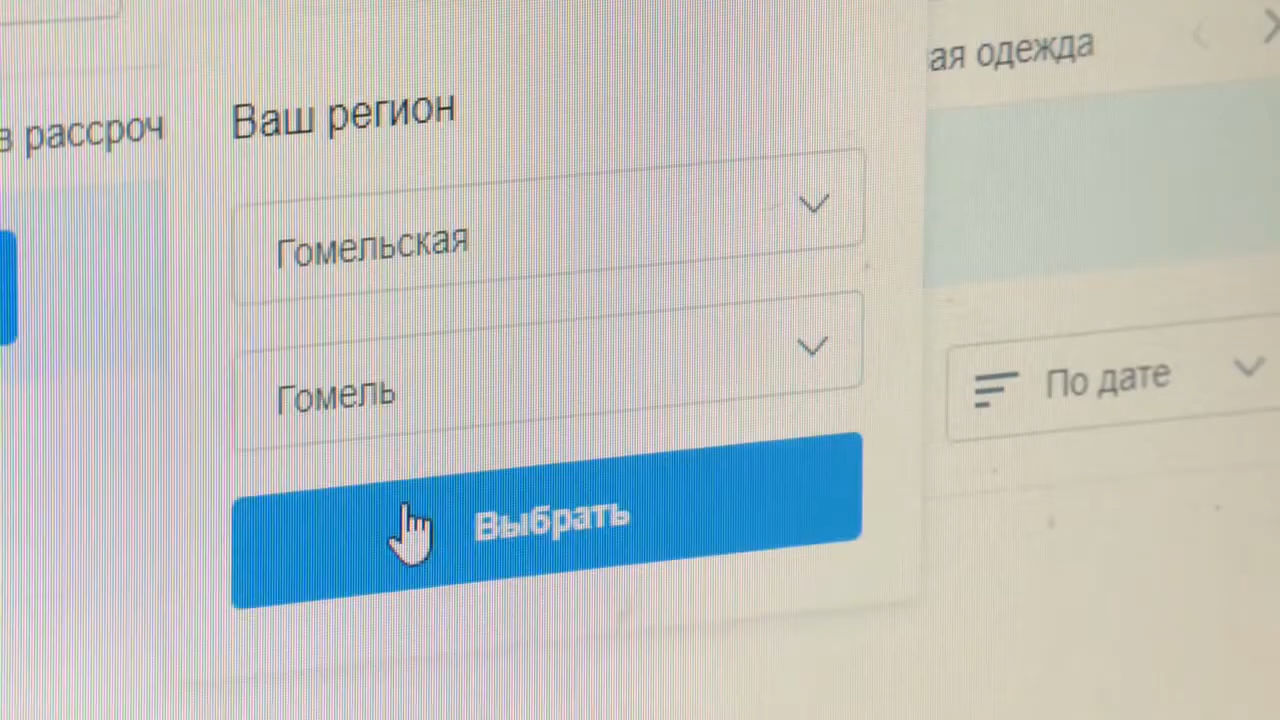 ая одежда
в рассроч
Ваш регион
Гомельская
Гомель
По дате
Выбрать